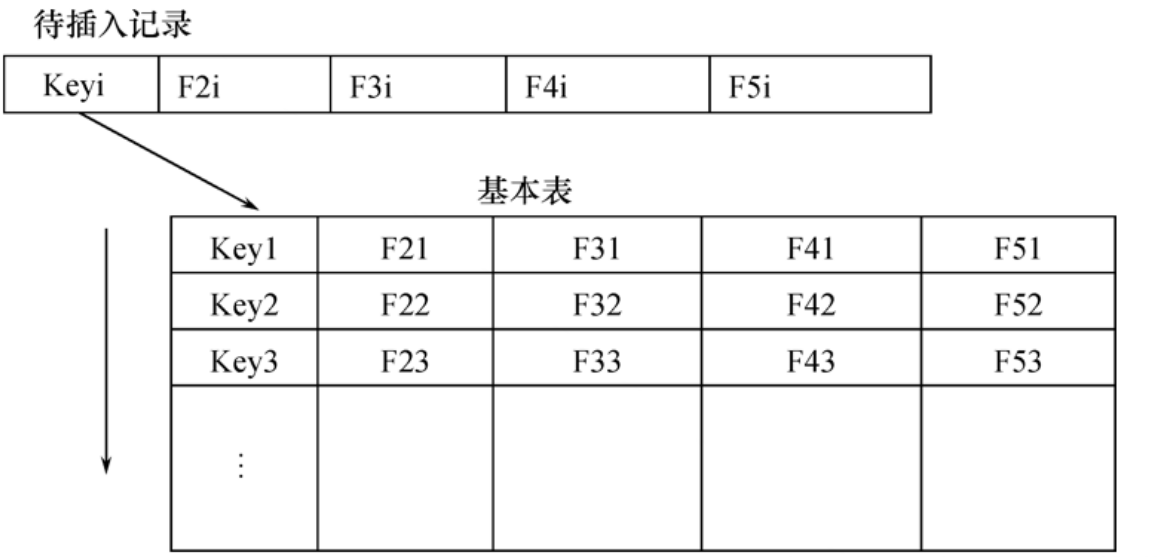 待插入记录
Keyi F2i F3i F4i F5i
基本表
Key1 F21 F31 F41 F51
Key2 F22 F32 F42 F52
Key3 F23 F33 F43 F53
⋮